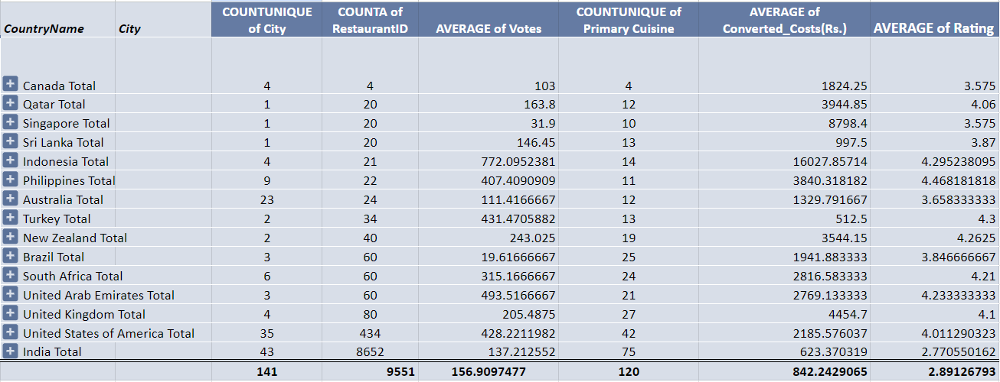 CountryName City COUNTUNIQUE of City COUNTA of RestaurantID AVERAGE of Votes COUNTUNIQUE of Primary Cuisine AVERAGE of Converted_Costs(Rs.) AVERAGE of Rating
Canada Total 4 4 103 4 1824.25 3.575
Qatar Total 1 20 163.8 12 3944.85 4.06
Singapore Total 1 20 31.9 10 8798.4 3.575
Sri Lanka Total 1 20 146.45 13 997.5 3.87
Indonesia Total 4 21 772.0952381 14 16027.85714 4.295238095
Philippines Total 9 22 407.4090909 11 3840.318182 4.468181818
Australia Total 23 24 111.4166667 12 1329.791667 3.658333333
Turkey Total 2 34 431.4705882 13 512.5 4.3
New Zealand Total 2 40 243.025 19 3544.15 4.2625
Brazil Total 3 60 19.61666667 25 1941.883333 3.846666667
South Africa Total 6 60 315.1666667 24 2816.583333 4.21
United Arab Emirates Total 3 60 493.5166667 21 2769.133333 4.233333333
United Kingdom Total 4 80 205.4875 27 4454.7 4.1
United States of America Total 35 434 428.2211982 42 2185.576037 4.011290323
India Total 43 8652 137.212552 75 623.370319 2.770550162
141 9551 156.9097477 120 842.2429065 2.89126793